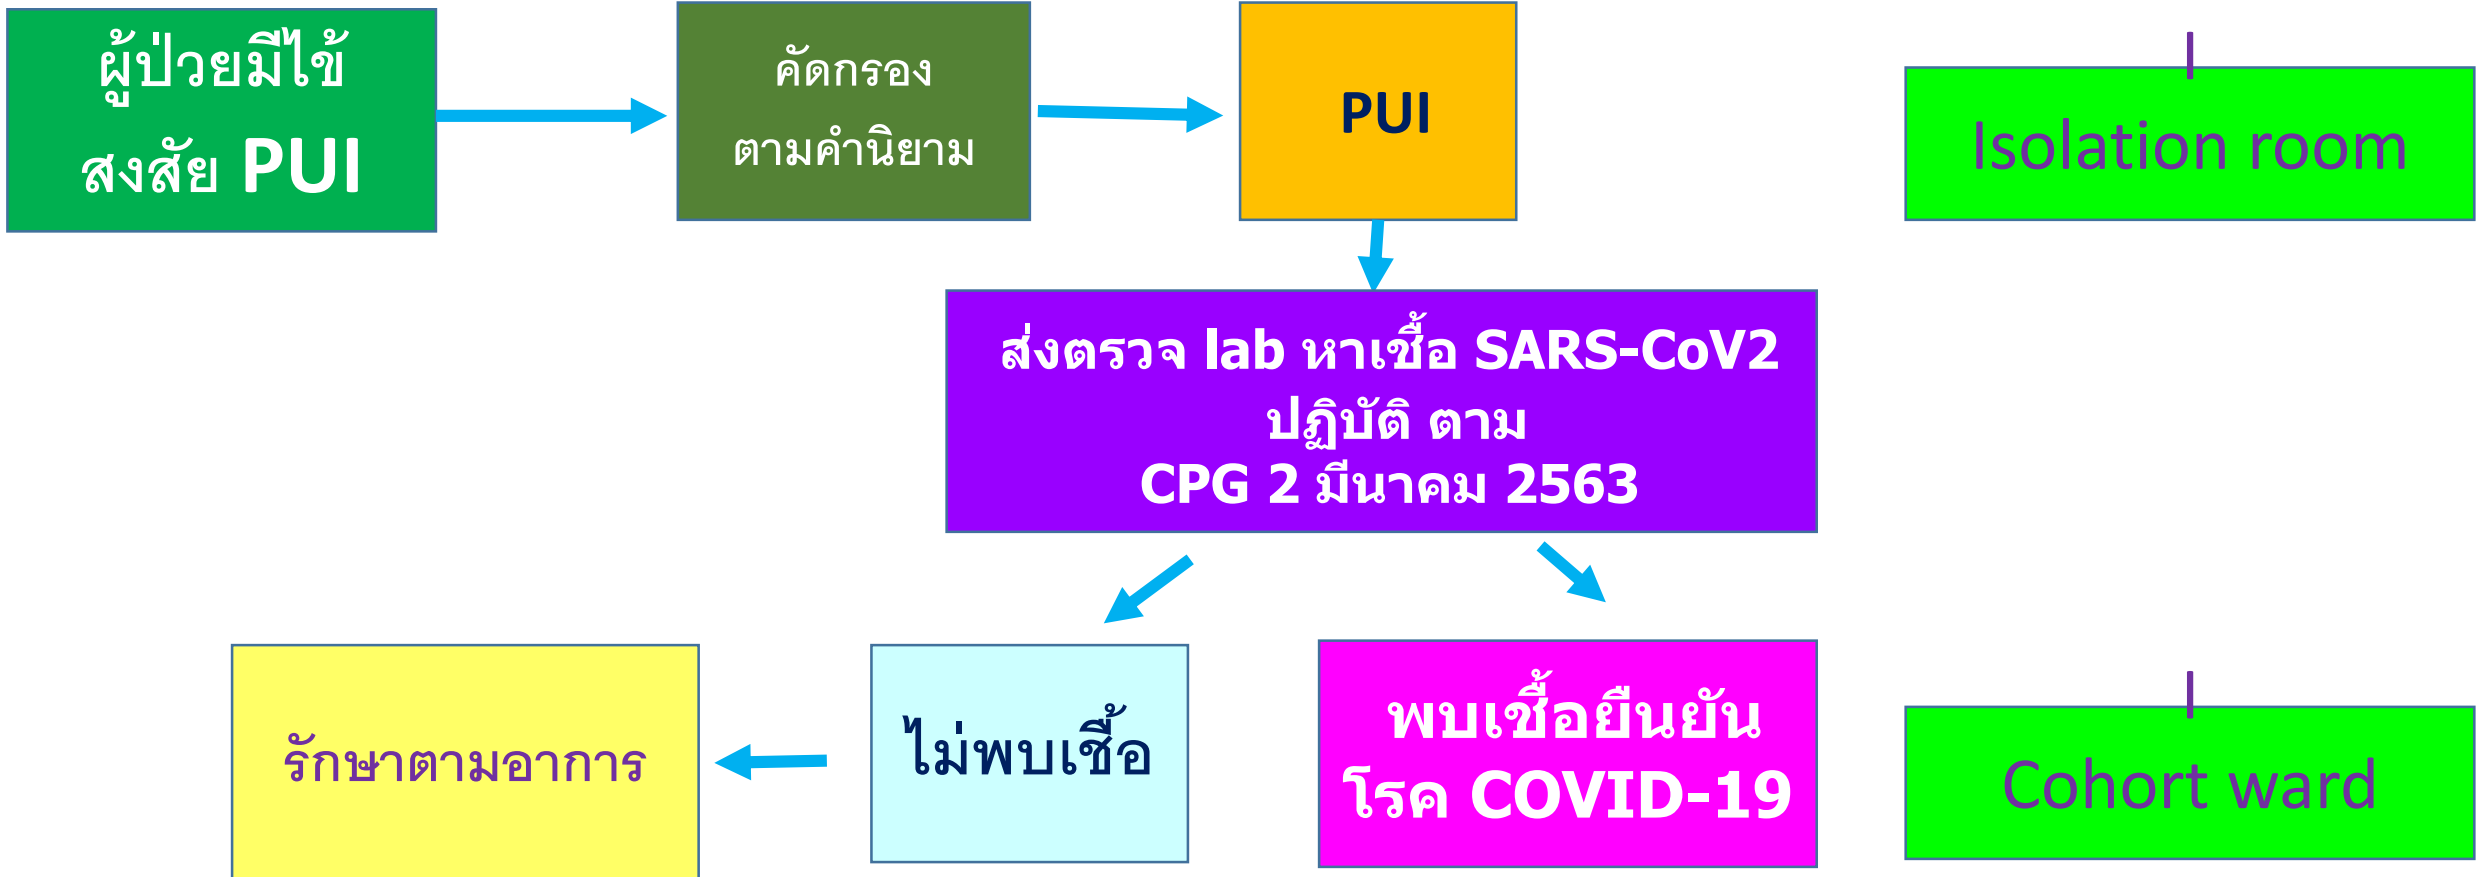 ผู้ป่วยมีไข้
สงสัย PUI
คัดกรอง
ตามคำนิยาม
PUI
Isolation room
ส่งตรวจ lab หาเชื้อ SARS-CoV2
ปฏิบัติ ตาม
CPG 2 มีนาคม 2563
รักษาตามอาการ
ไม่พบเชื้อ
พบเชื้อยืนยัน
โรค COVID-19
Cohort ward